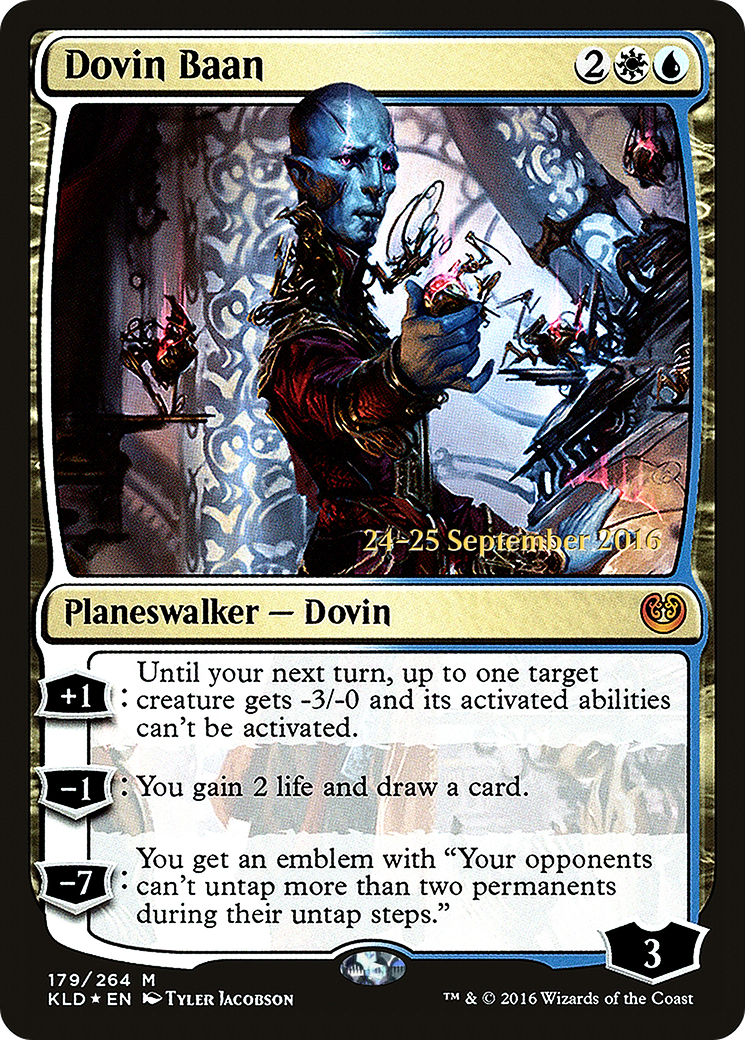 Dovin Baan 2
24–25 September 2016
Planeswalker — Dovin
+1: Until your next turn, up to one target
creature gets -3/-0 and its activated abilities
can't be activated.
−1: You gain 2 life and draw a card.
−7: You get an emblem with “Your opponents
can't untap more than two permanents
during their untap steps.”
3
179/264 M
KLD ★ EN Tyler Jacobson
™ & © 2016 Wizards of the Coast